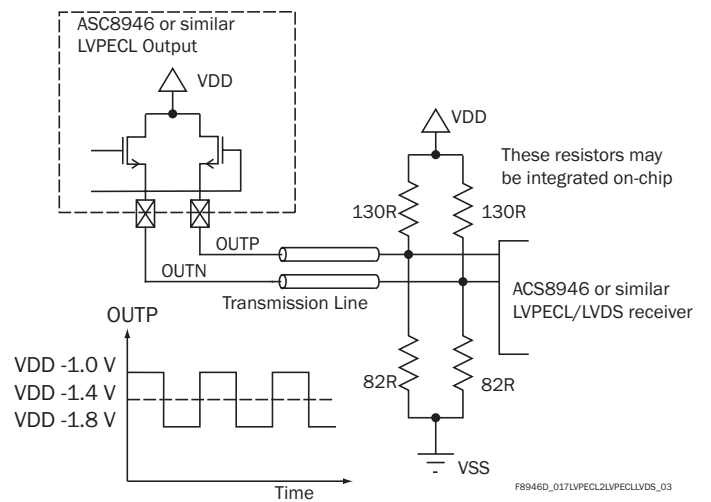 ASC8946 or similar
LVPECL Output
VDD
VDD
These resistors may
be integrated on-chip
130R
130R
OUTP
OUTN
Transmission Line
ACS8946 or similar
LVPECL/LVDS receiver
OUTP
VDD -1.0 V
VDD -1.4 V
VDD -1.8 V
82R
82R
VSS
Time
F8946D_017LVPECL2LVPECLLVDS_03